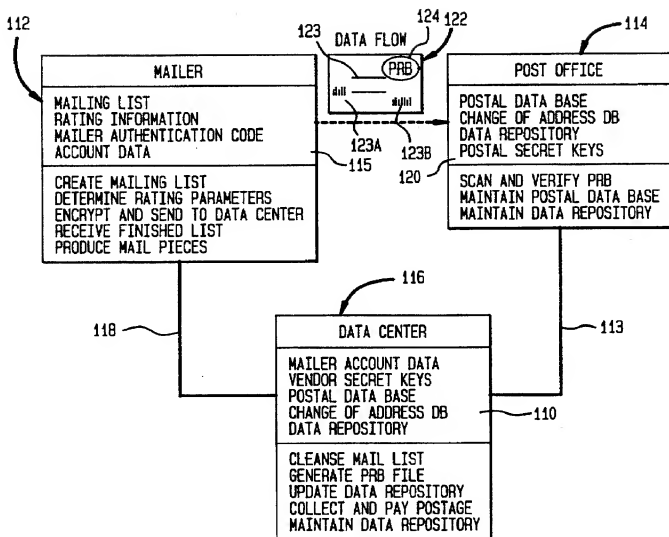 112
MAILER
MAILING LIST
RATING INFORMATION
MAILER AUTHENTICATION CODE
ACCOUNT DATA
115
CREATE MAILING LIST
DETERMINE RATING PARAMETERS
ENCRYPT AND SEND TO DATA CENTER
RECEIVE FINISHED LIST
PRODUCE MAIL PIECES
DATA FLOW
123
124
122
PRB
123A
123B
114
POST OFFICE
POSTAL DATA BASE
CHANGE OF ADDRESS DB
DATA REPOSITORY
POSTAL SECRET KEYS
120
SCAN AND VERIFY PRB
MAINTAIN POSTAL DATA BASE
MAINTAIN DATA REPOSITORY
118
113
116
DATA CENTER
MAILER ACCOUNT DATA
VENDOR SECRET KEYS
POSTAL DATA BASE
CHANGE OF ADDRESS DB
DATA REPOSITORY
110
CLEANSE MAIL LIST
GENERATE PRB FILE
UPDATE DATA REPOSITORY
COLLECT AND PAY POSTAGE
MAINTAIN DATA REPOSITORY